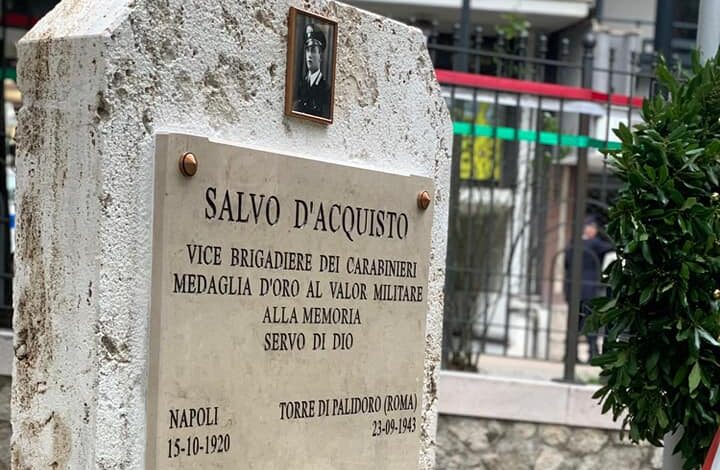 SALVO D'ACQUISTO
VICE BRIGADIERE DEI CARABINIERI
MEDAGLIA D'ORO AL VALOR MILITARE
ALLA MEMORIA
SERVO DI DIO
NAPOLI
15-10-1920
TORRE DI PALIDORO (ROMA)
23-09-1943